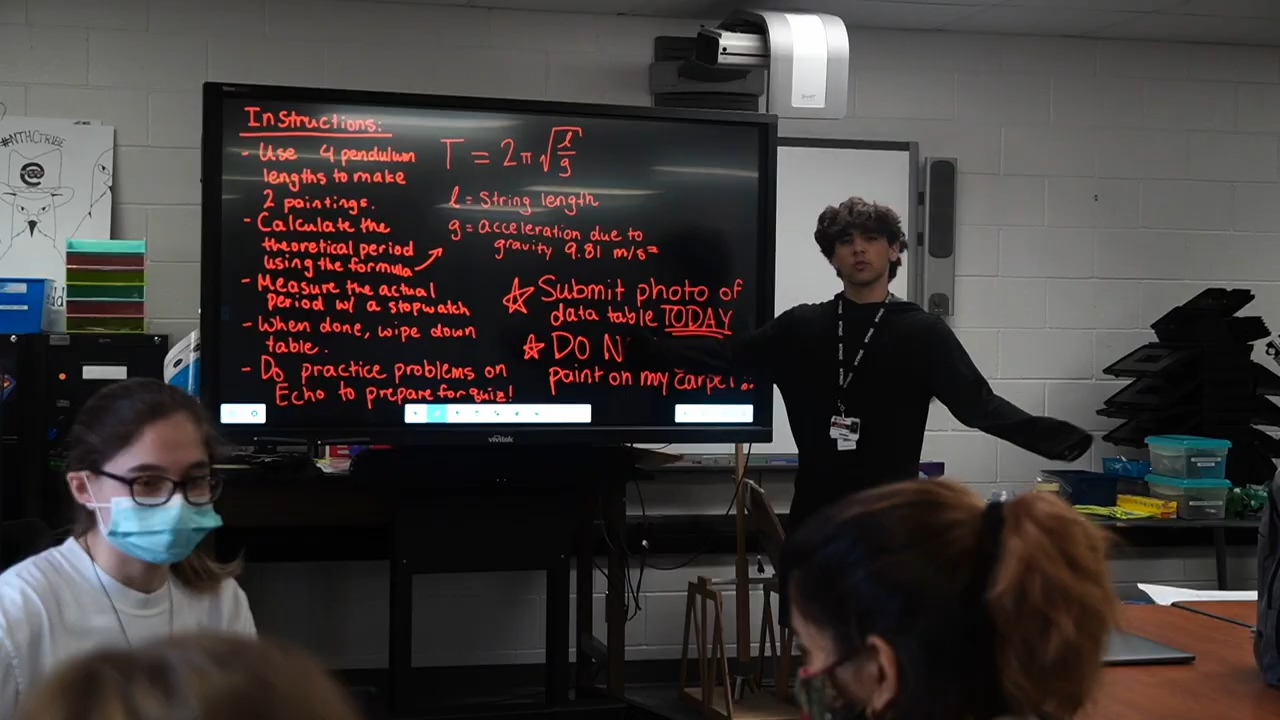 #NTHCTRIBE
Instructions:
- Use 4 pendulum
lengths to make
2 paintings.
- Calculate the
theoretical period
using the formula
- Measure the actual
period w/ a stopwatch
- When done, wipe down
table.
- Do practice problems on
Echo to prepare for quiz!
T = 2π√(l/g)
l = string length
g = acceleration due to
gravity 9.81 m/s²
☆ Submit photo of
data table TODAY
☆ DO N
paint on my carpet!!
vivitek